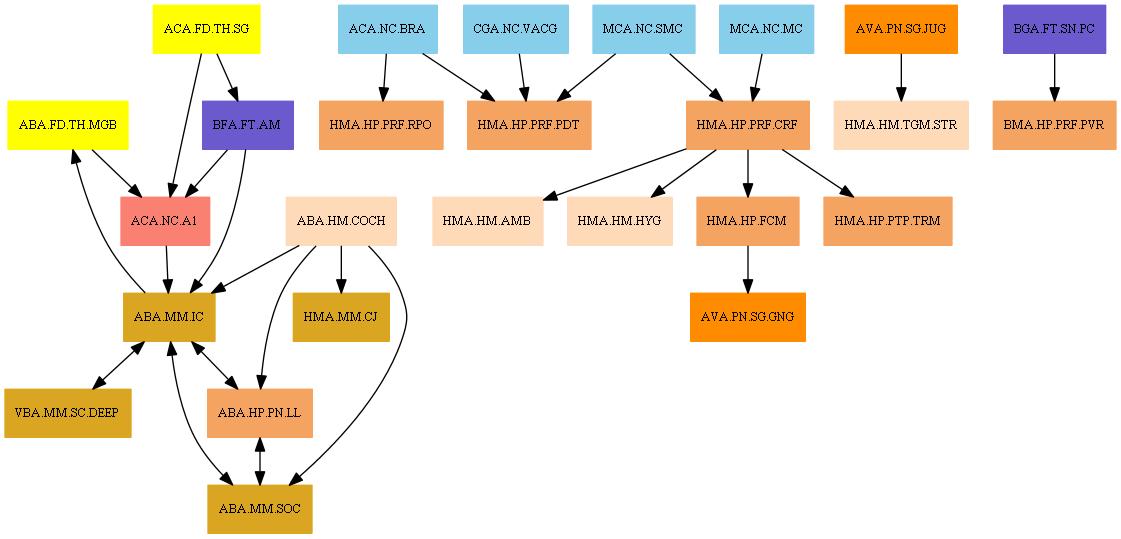 ACA.FD.TH.SG
ACA.NC.BRA
CGA.NC.VACG
MCA.NC.SMC
MCA.NC.MC
AVA.PN.SG.JUG
BGA.FT.SN.PC
ABA.FD.TH.MGB
BFA.FT.AM
HMA.HP.PRF.RPO
HMA.HP.PRF.PDT
HMA.HP.PRF.CRF
HMA.HM.TGM.STR
BMA.HP.PRF.PVR
ACA.NC.A1
ABA.HM.COCH
HMA.HM.AMB
HMA.HM.HYG
HMA.HP.FCM
HMA.HP.PTP.TRM
ABA.MM.IC
HMA.MM.CJ
AVA.PN.SG.GNG
VBA.MM.SC.DEEP
ABA.HP.PN.LL
ABA.MM.SOC